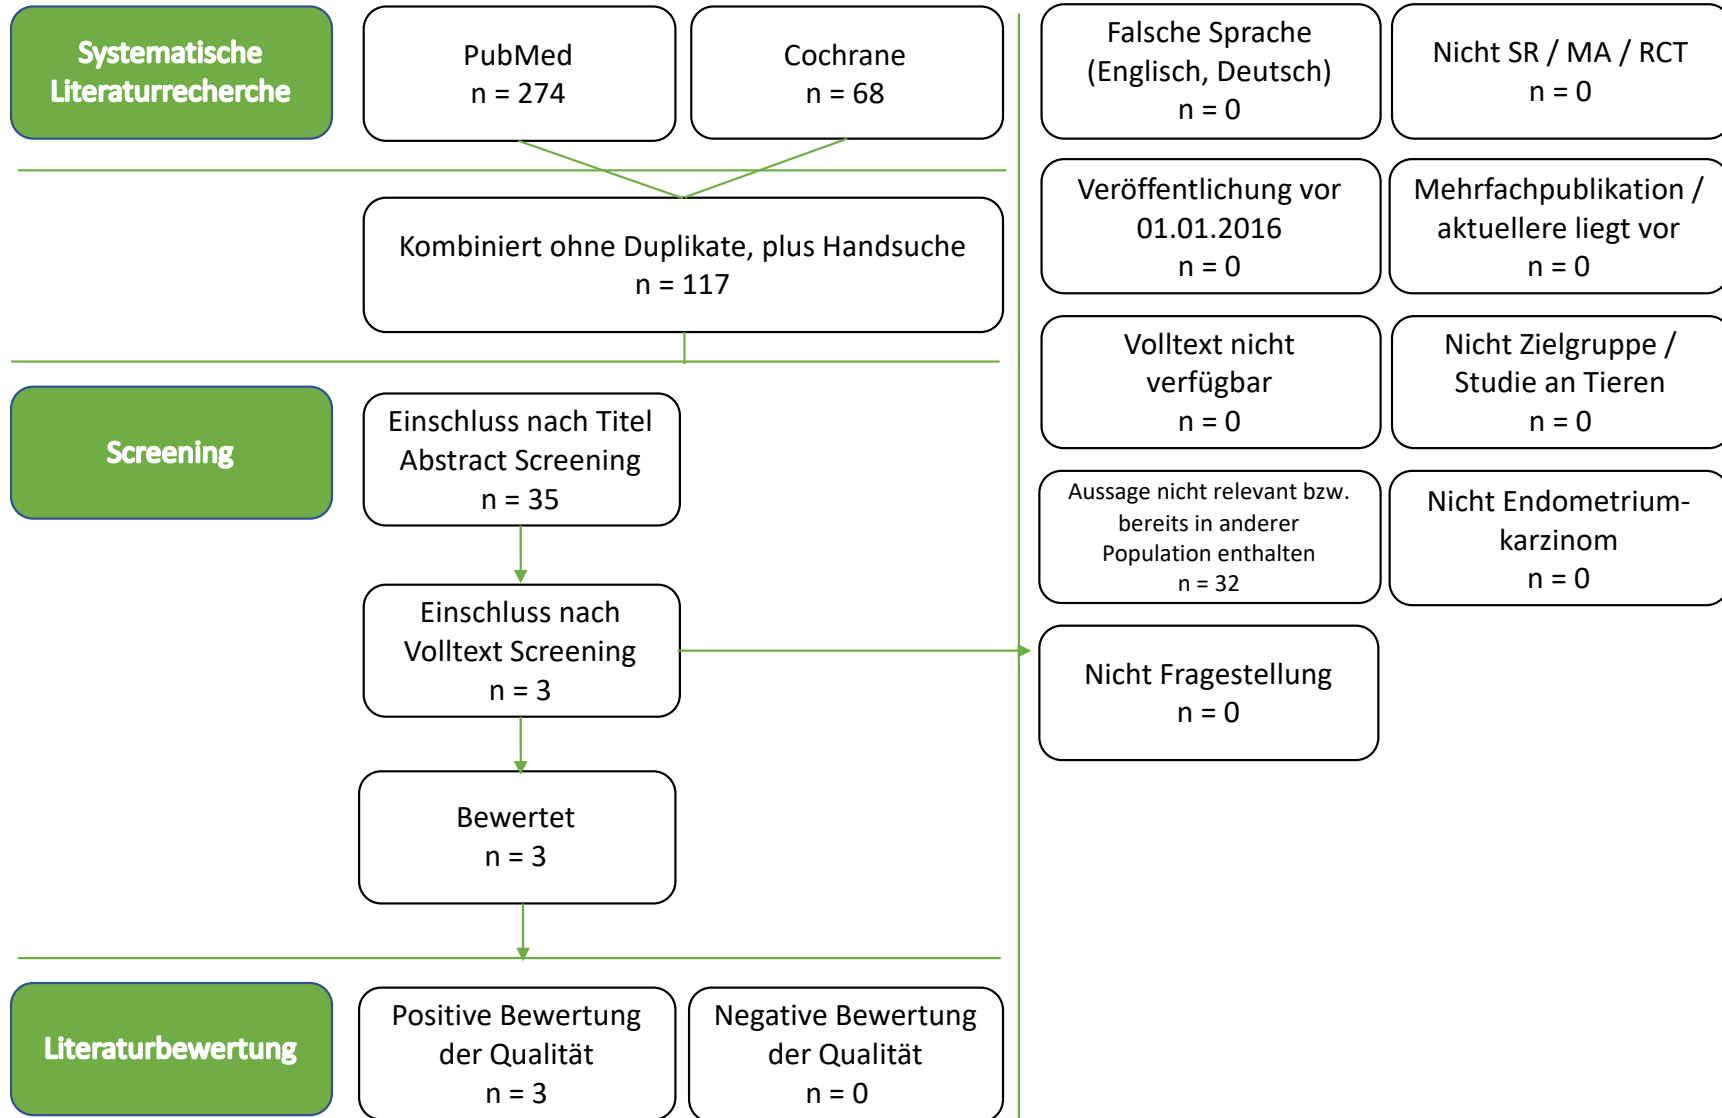 Systematische
Literaturrecherche
PubMed
n = 274
Cochrane
n = 68
Kombiniert ohne Duplikate, plus Handsuche
n = 117
Screening
Einschluss nach Titel
Abstract Screening
n = 35
Einschluss nach
Volltext Screening
n = 3
Bewertet
n = 3
Literaturbewertung
Positive Bewertung
der Qualität
n = 3
Negative Bewertung
der Qualität
n = 0
Falsche Sprache
(Englisch, Deutsch)
n = 0
Nicht SR / MA / RCT
n = 0
Veröffentlichung vor
01.01.2016
n = 0
Mehrfachpublikation /
aktuellere liegt vor
n = 0
Volltext nicht
verfügbar
n = 0
Nicht Zielgruppe /
Studie an Tieren
n = 0
Aussage nicht relevant bzw.
bereits in anderer
Population enthalten
n = 32
Nicht Endometrium-
karzinom
n = 0
Nicht Fragestellung
n = 0